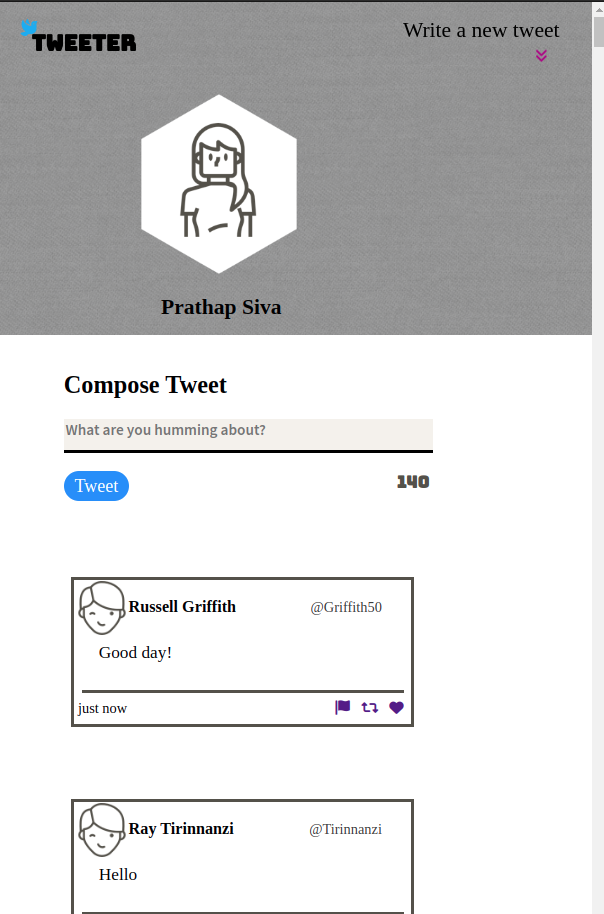 TWEETER
Write a new tweet
Prathap Siva
Compose Tweet
What are you humming about?
Tweet
140
Russell Griffith @Griffith50
Good day!
just now
Ray Tirinnanzi @Tirinnanzi
Hello